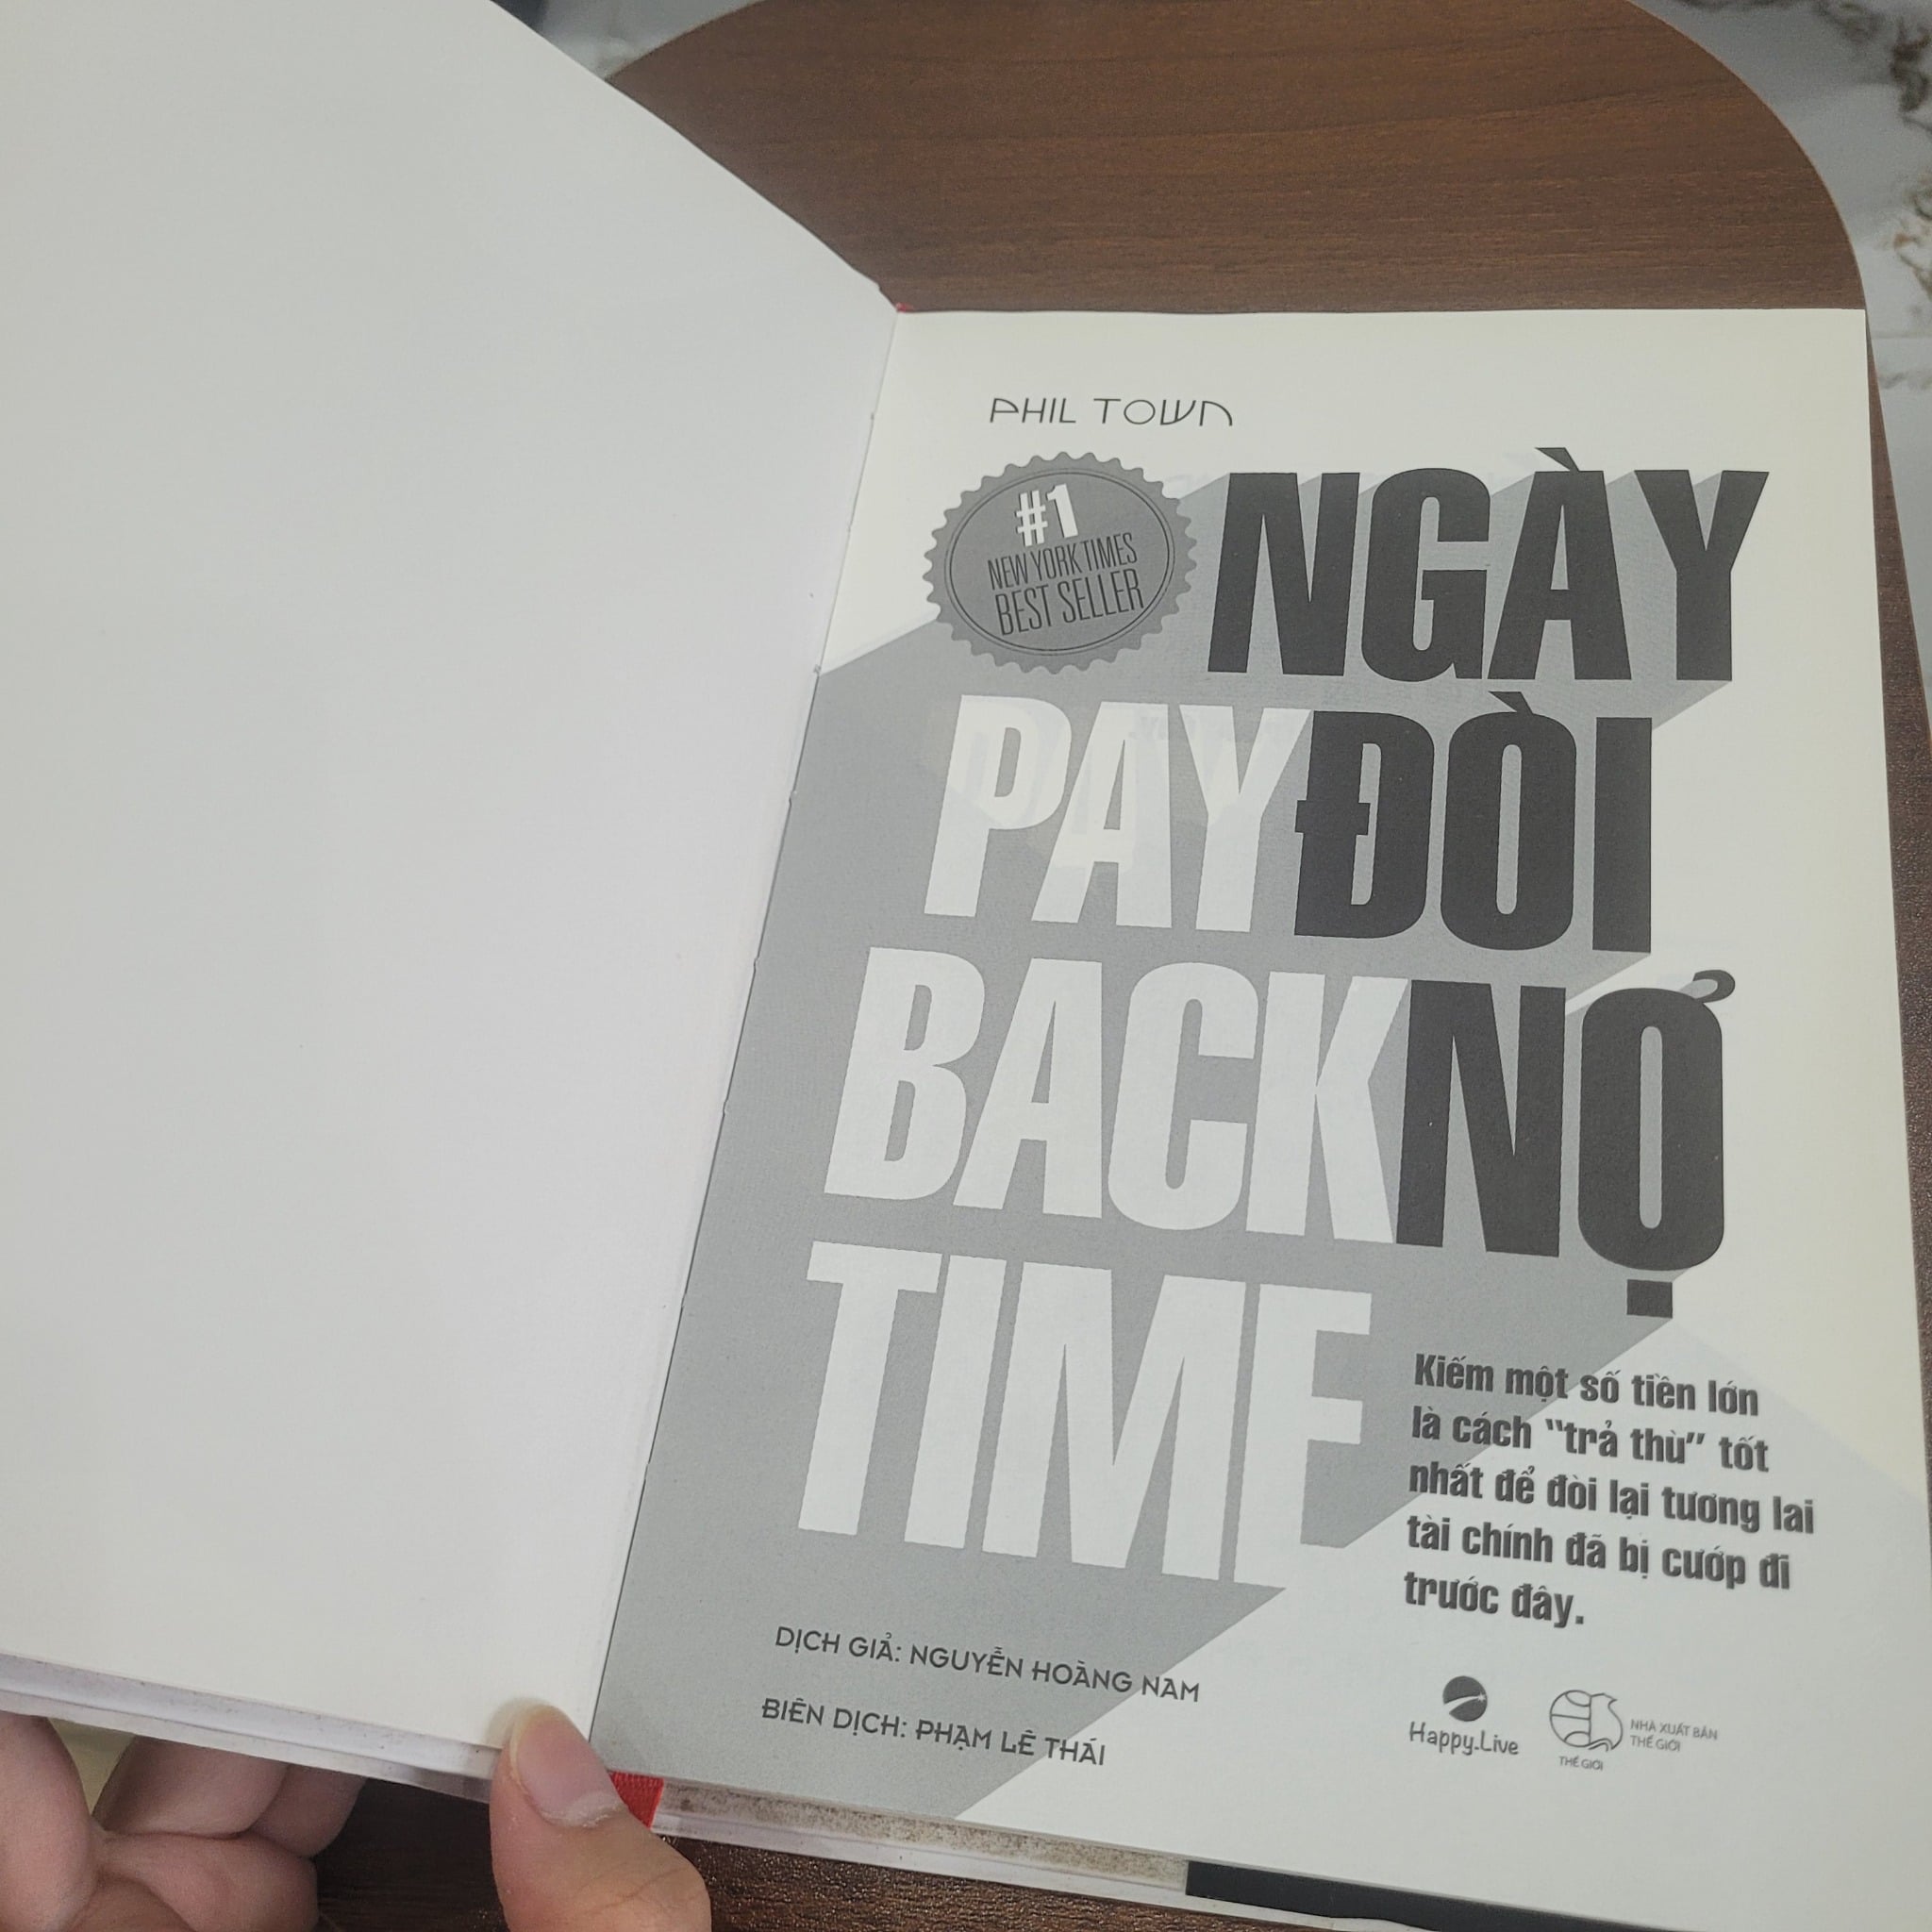 PHIL TOWN
#1
NEW YORK TIMES
BEST SELLER
NGÀY
ĐÒI
NỢ
PAY
BACK
TIME
Kiếm một số tiền lớn
là cách “trả thù” tốt
nhất để đòi lại tương lai
tài chính đã bị cướp đi
trước đây.
DỊCH GIẢ: NGUYỄN HOÀNG NAM
BIÊN DỊCH: PHẠM LÊ THÁI
Happy.Live
THẾ GIỚI
NHÀ XUẤT BẢN
THẾ GIỚI